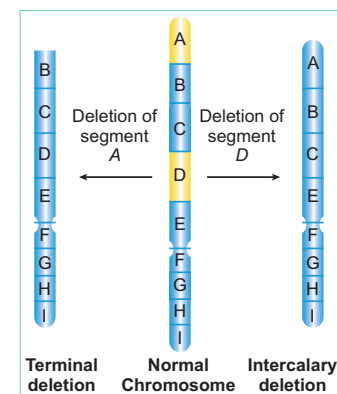 B
C
D
E
F
G
H
I
Deletion of
segment
A
A
B
C
D
E
F
G
H
I
Deletion of
segment
D
A
B
C
E
F
G
H
I
Terminal
deletion
Normal
Chromosome
Intercalary
deletion